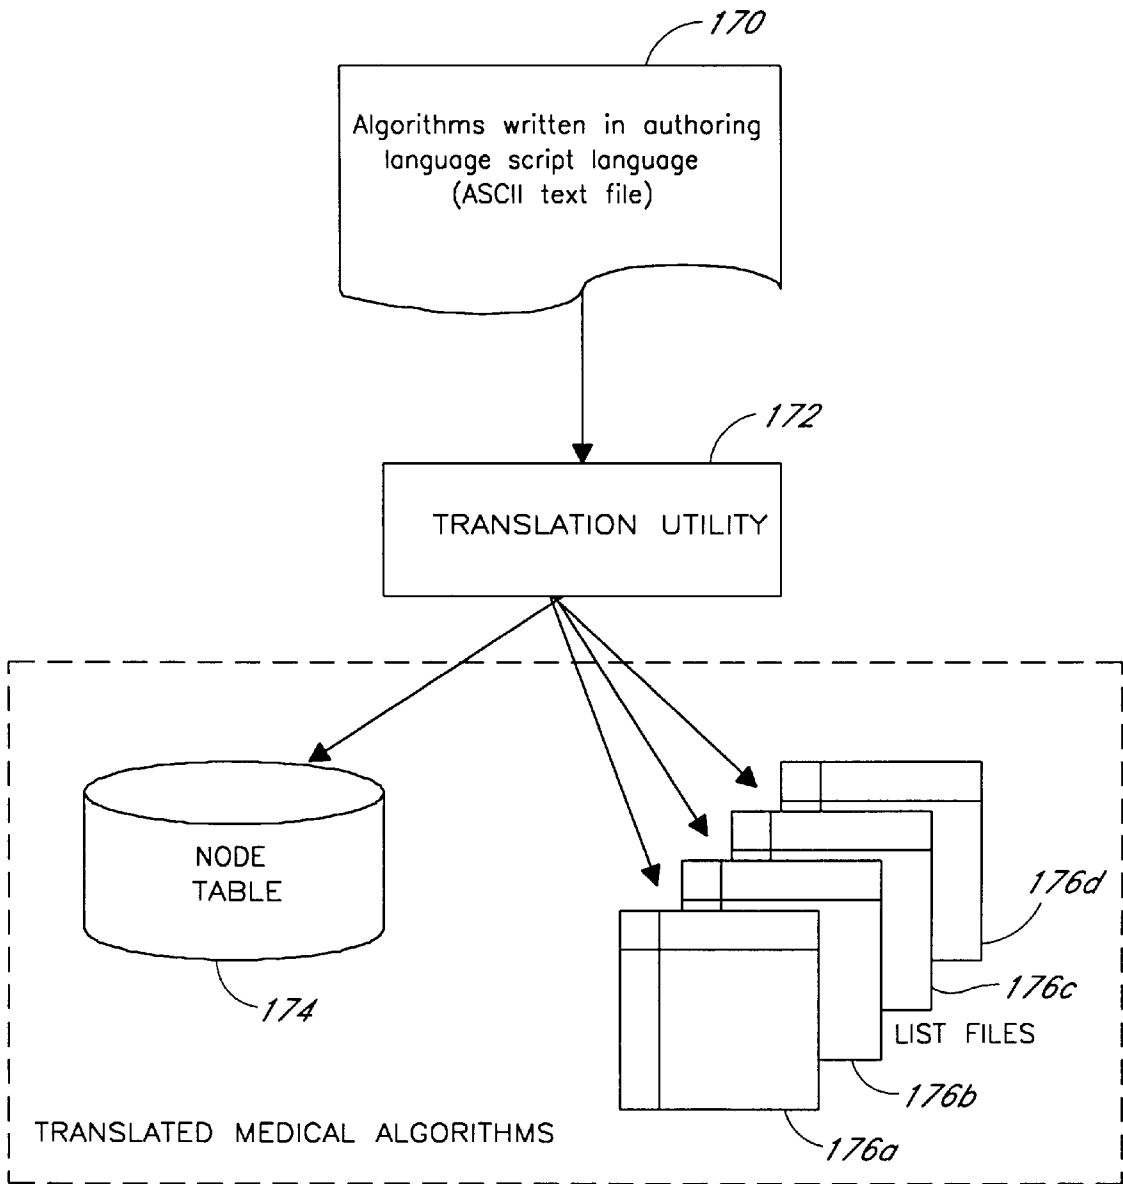 170
Algorithms written in authoring
language script language
(ASCII text file)
172
TRANSLATION UTILITY
NODE
TABLE
174
176d
176c
LIST FILES
176b
176a
TRANSLATED MEDICAL ALGORITHMS